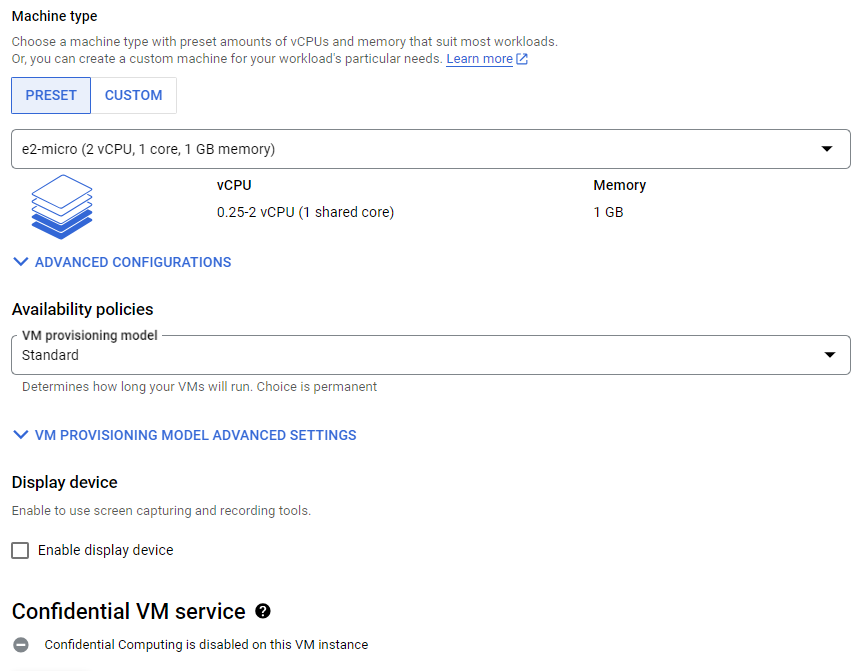 Machine type
Choose a machine type with preset amounts of vCPUs and memory that suit most workloads.
Or, you can create a custom machine for your workload's particular needs. Learn more
PRESET CUSTOM
e2-micro (2 vCPU, 1 core, 1 GB memory)
vCPU Memory
0.25-2 vCPU (1 shared core) 1 GB
ADVANCED CONFIGURATIONS
Availability policies
VM provisioning model
Standard
Determines how long your VMs will run. Choice is permanent
VM PROVISIONING MODEL ADVANCED SETTINGS
Display device
Enable to use screen capturing and recording tools.
Enable display device
Confidential VM service ?
Confidential Computing is disabled on this VM instance